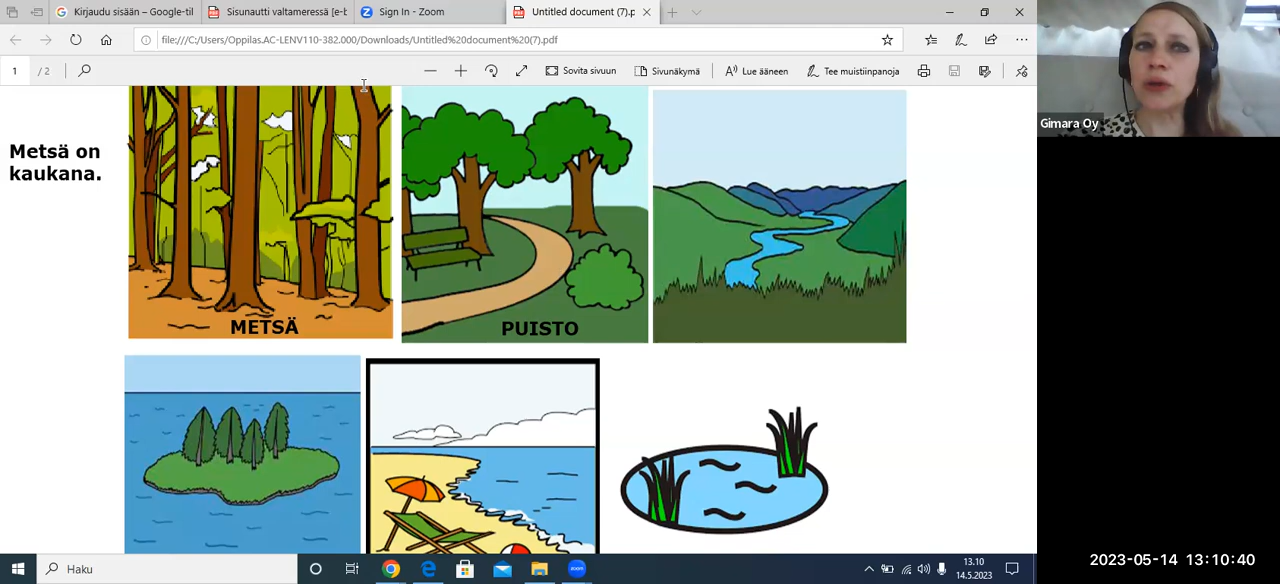 Kirjaudu sisään – Google-til
Sisunautti valtameressä [e-b
Sign In - Zoom
Untitled document (7).p
file:///C:/Users/Oppilas.AC-LENV110-382.000/Downloads/Untitled%20document%20(7).pdf
1 / 2
Sovita sivuun
Sivunäkymä
Lue ääneen
Tee muistiinpanoja
Gimara Oy
Metsä on
kaukana.
METSÄ
PUISTO
Haku
zoom
13.10
14.5.2023
2023-05-14 13:10:40